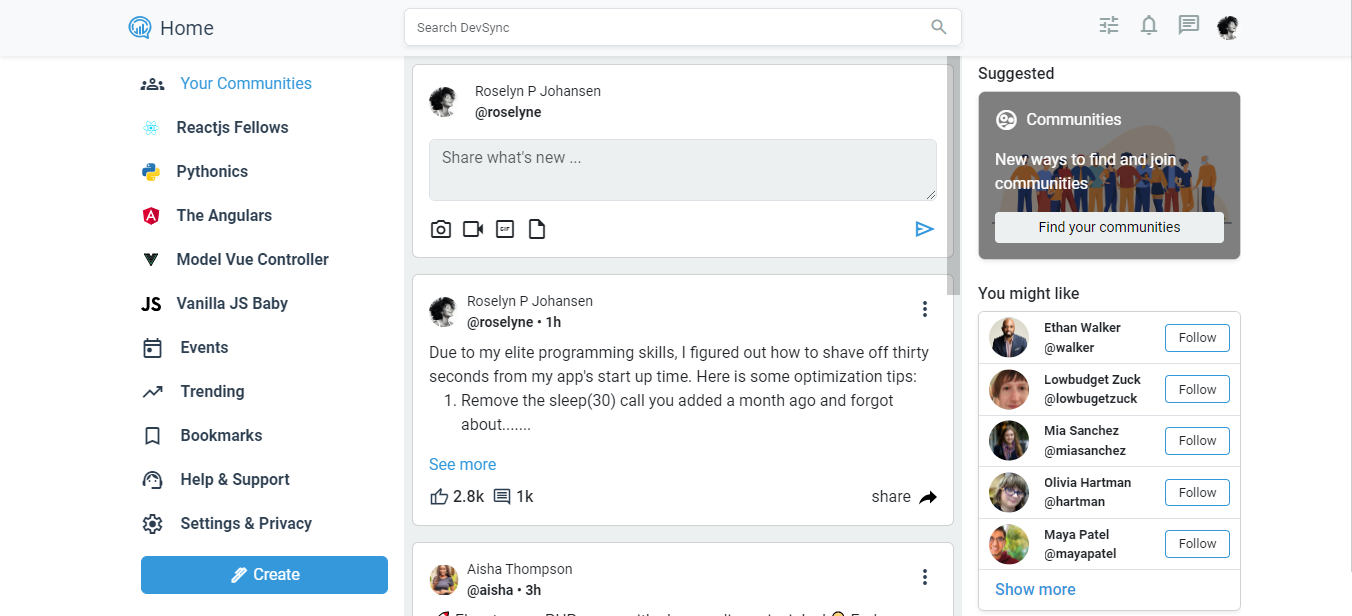 Home
Search DevSync
Your Communities
Reactjs Fellows
Pythonics
The Angulars
Model Vue Controller
JS Vanilla JS Baby
Events
Trending
Bookmarks
Help & Support
Settings & Privacy
Create
Roselyn P Johansen
@roselyne
Share what's new ...
GIF
Roselyn P Johansen
@roselyne • 1h
Due to my elite programming skills, I figured out how to shave off thirty
seconds from my app's start up time. Here is some optimization tips:
1. Remove the sleep(30) call you added a month ago and forgot
about.......
See more
2.8k 1k share
Aisha Thompson
@aisha • 3h
Suggested
Communities
New ways to find and join
communities
Find your communities
You might like
Ethan Walker
@walker
Follow
Lowbudget Zuck
@lowbugetzuck
Follow
Mia Sanchez
@miasanchez
Follow
Olivia Hartman
@hartman
Follow
Maya Patel
@mayapatel
Follow
Show more